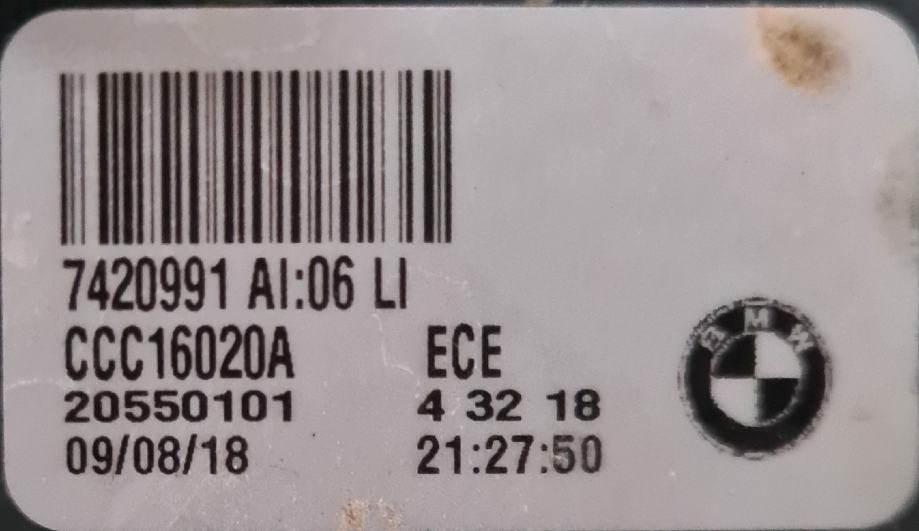 7420991 AI:06 LI
CCC16020A ECE
20550101 4 32 18
09/08/18 21:27:50
BMW